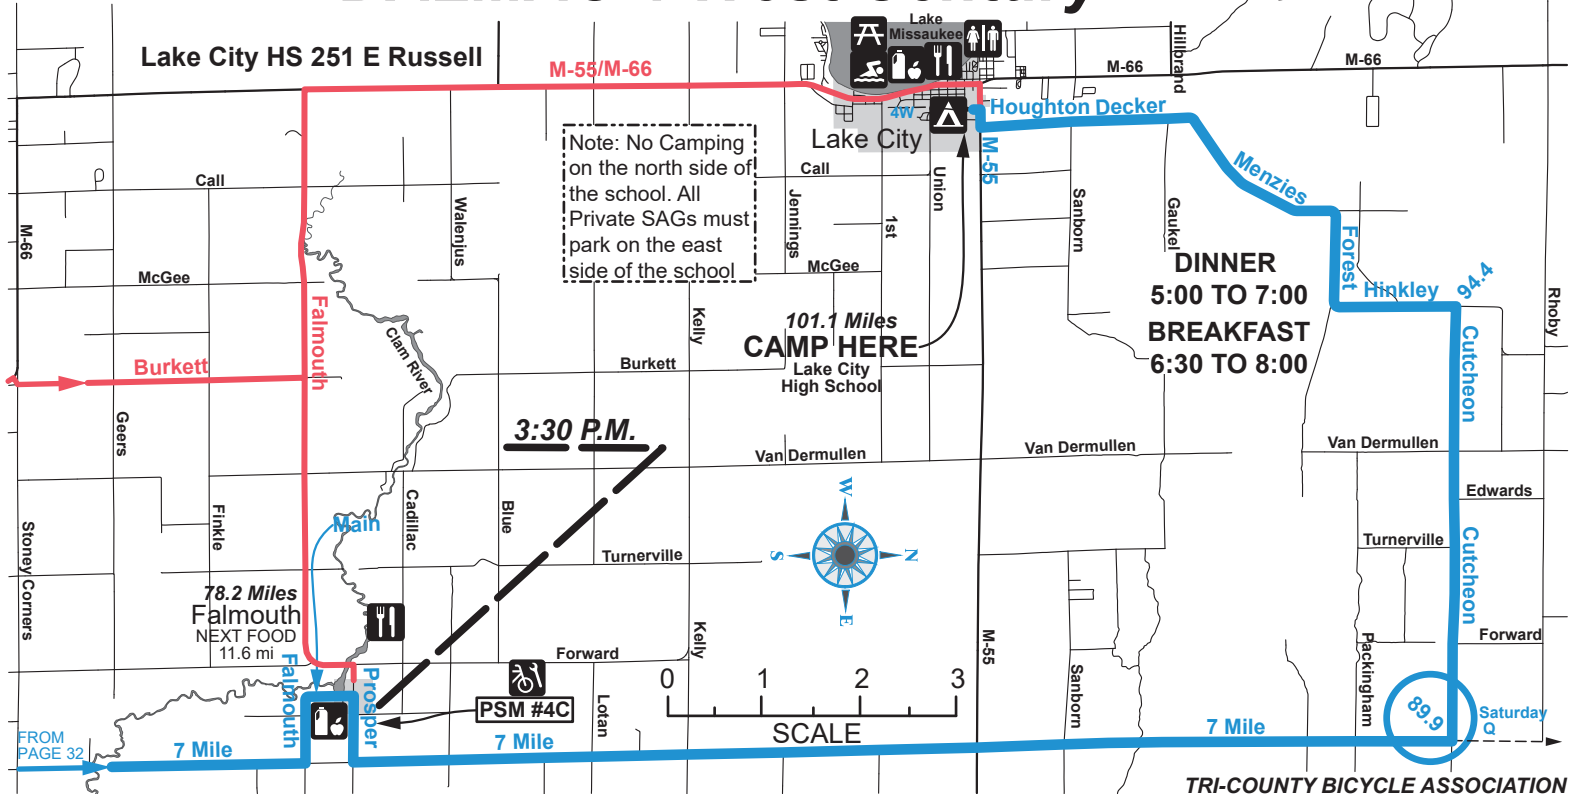 Lake City HS 251 E Russell
M-55/M-66
Lake
Missaukee
M-66
Hillbrand
M-66
4W
Houghton Decker
Lake City
M-55
Note: No Camping
on the north side of
the school. All
Private SAGs must
park on the east
side of the school
Call
Call
M-66
Walenjus
Jennings
1st
Union
Sanborn
Gaukel
Menzies
Forest
McGee
McGee
DINNER
5:00 TO 7:00
BREAKFAST
6:30 TO 8:00
Hinkley
94.4
Rhoby
Falmouth
Clam River
Kelly
101.1 Miles
CAMP HERE
Lake City
High School
Burkett
Burkett
Cutcheon
Geers
3:30 P.M.
Van Dermullen
Van Dermullen
Van Dermullen
Edwards
Finkle
Main
Cadillac
Blue
W
S
N
E
Stoney Corners
Turnerville
Turnerville
Cutcheon
78.2 Miles
Falmouth
NEXT FOOD
11.6 mi
Forward
Kelly
M-55
Sanborn
Packingham
Forward
Falmouth
Prosper
PSM #4C
Lotan
0 1 2 3
SCALE
89.9
Saturday
Q
FROM
PAGE 32
7 Mile
7 Mile
7 Mile
TRI-COUNTY BICYCLE ASSOCIATION